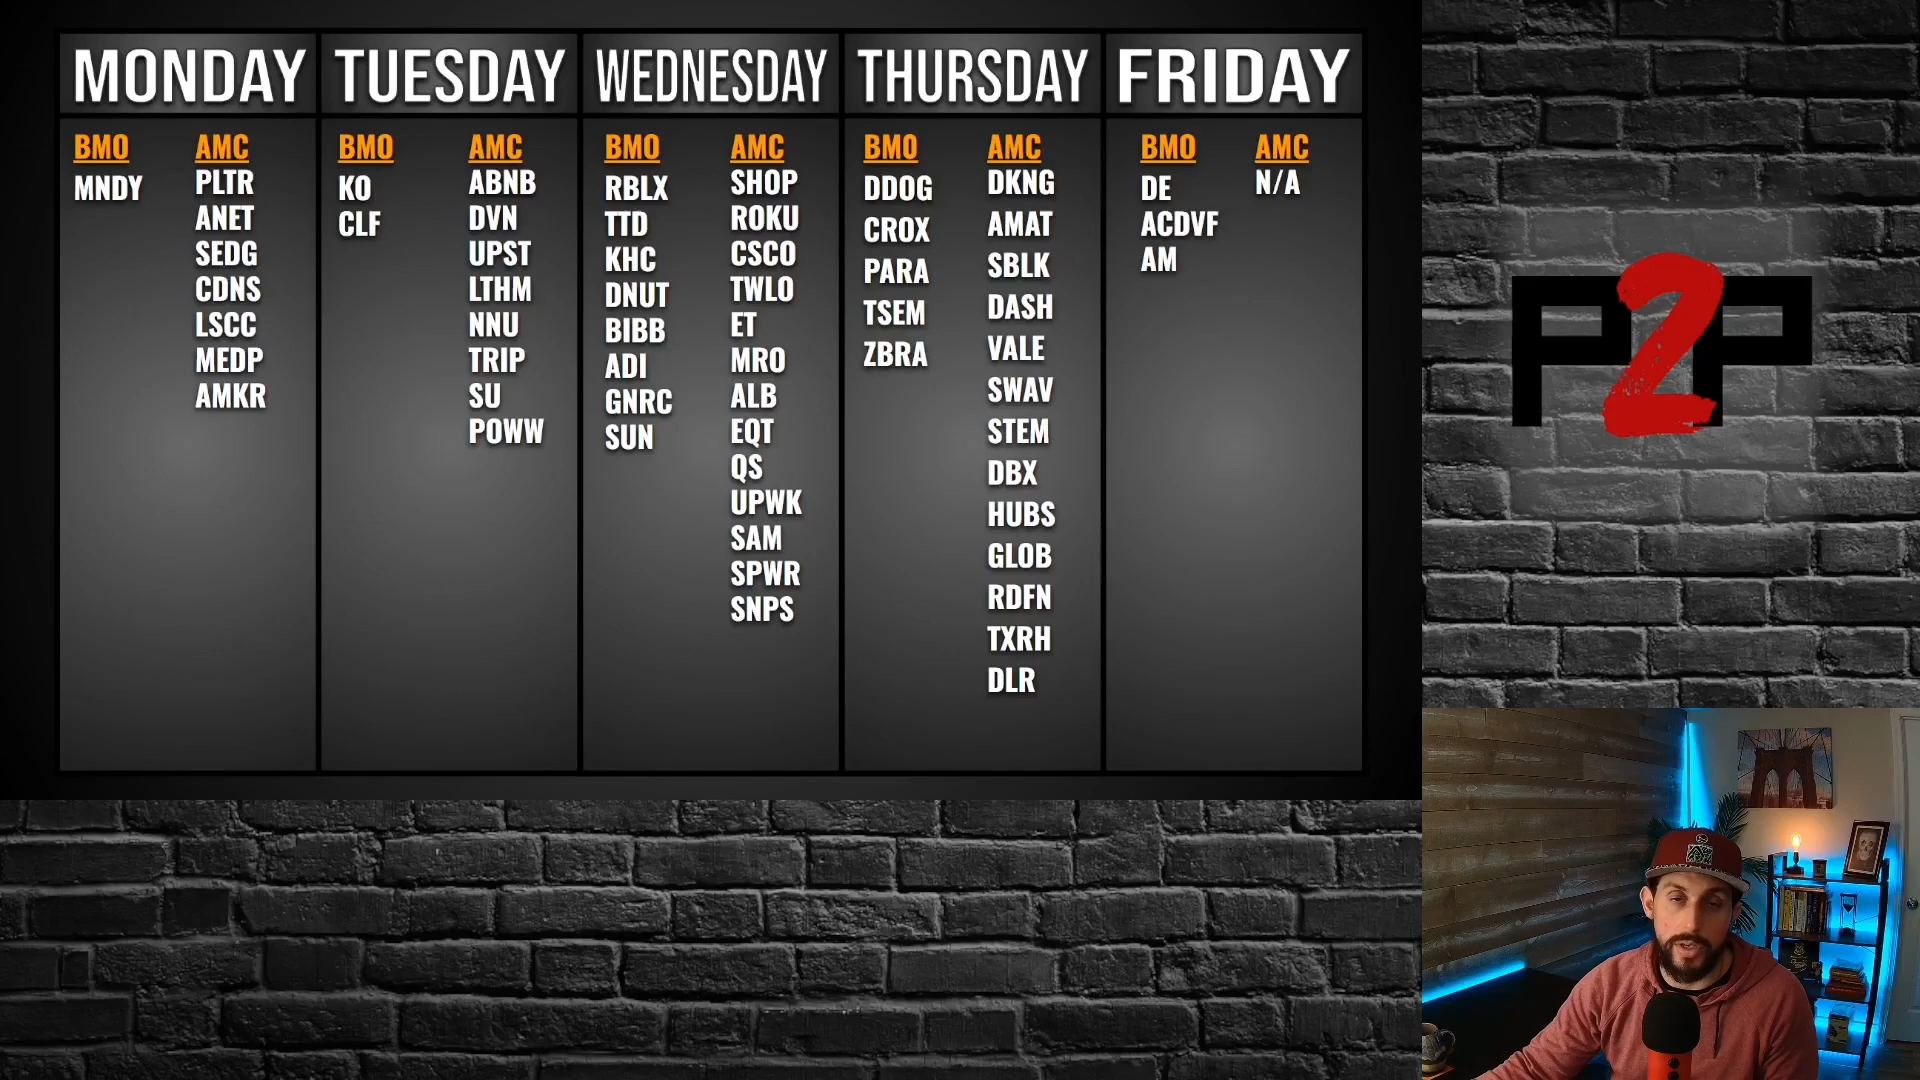 MONDAY
BMO
MNDY
AMC
PLTR
ANET
SEDG
CDNS
LSCC
MEDP
AMKR
TUESDAY
BMO
KO
CLF
AMC
ABNB
DVN
UPST
LTHM
NNU
TRIP
SU
POWW
WEDNESDAY
BMO
RBLX
TTD
KHC
DNUT
BIBB
ADI
GNRC
SUN
AMC
SHOP
ROKU
CSCO
TWLO
ET
MRO
ALB
EQT
QS
UPWK
SAM
SPWR
SNPS
THURSDAY
BMO
DDOG
CROX
PARA
TSEM
ZBRA
AMC
DKNG
AMAT
SBLK
DASH
VALE
SWAV
STEM
DBX
HUBS
GLOB
RDFN
TXRH
DLR
FRIDAY
BMO
DE
ACDVF
AM
AMC
N/A
P2P